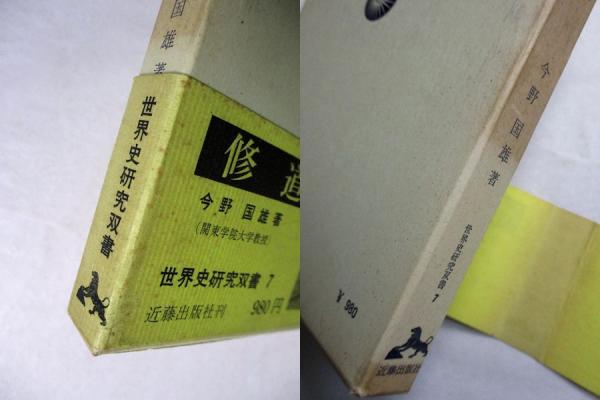 国雄著
世界史研究双書
修道
今野国雄著
(関東学院大学教授)
世界史研究双書 7
近藤出版社刊 980円
今野国雄著
世界史研究双書
7
¥ 980
近藤出版社